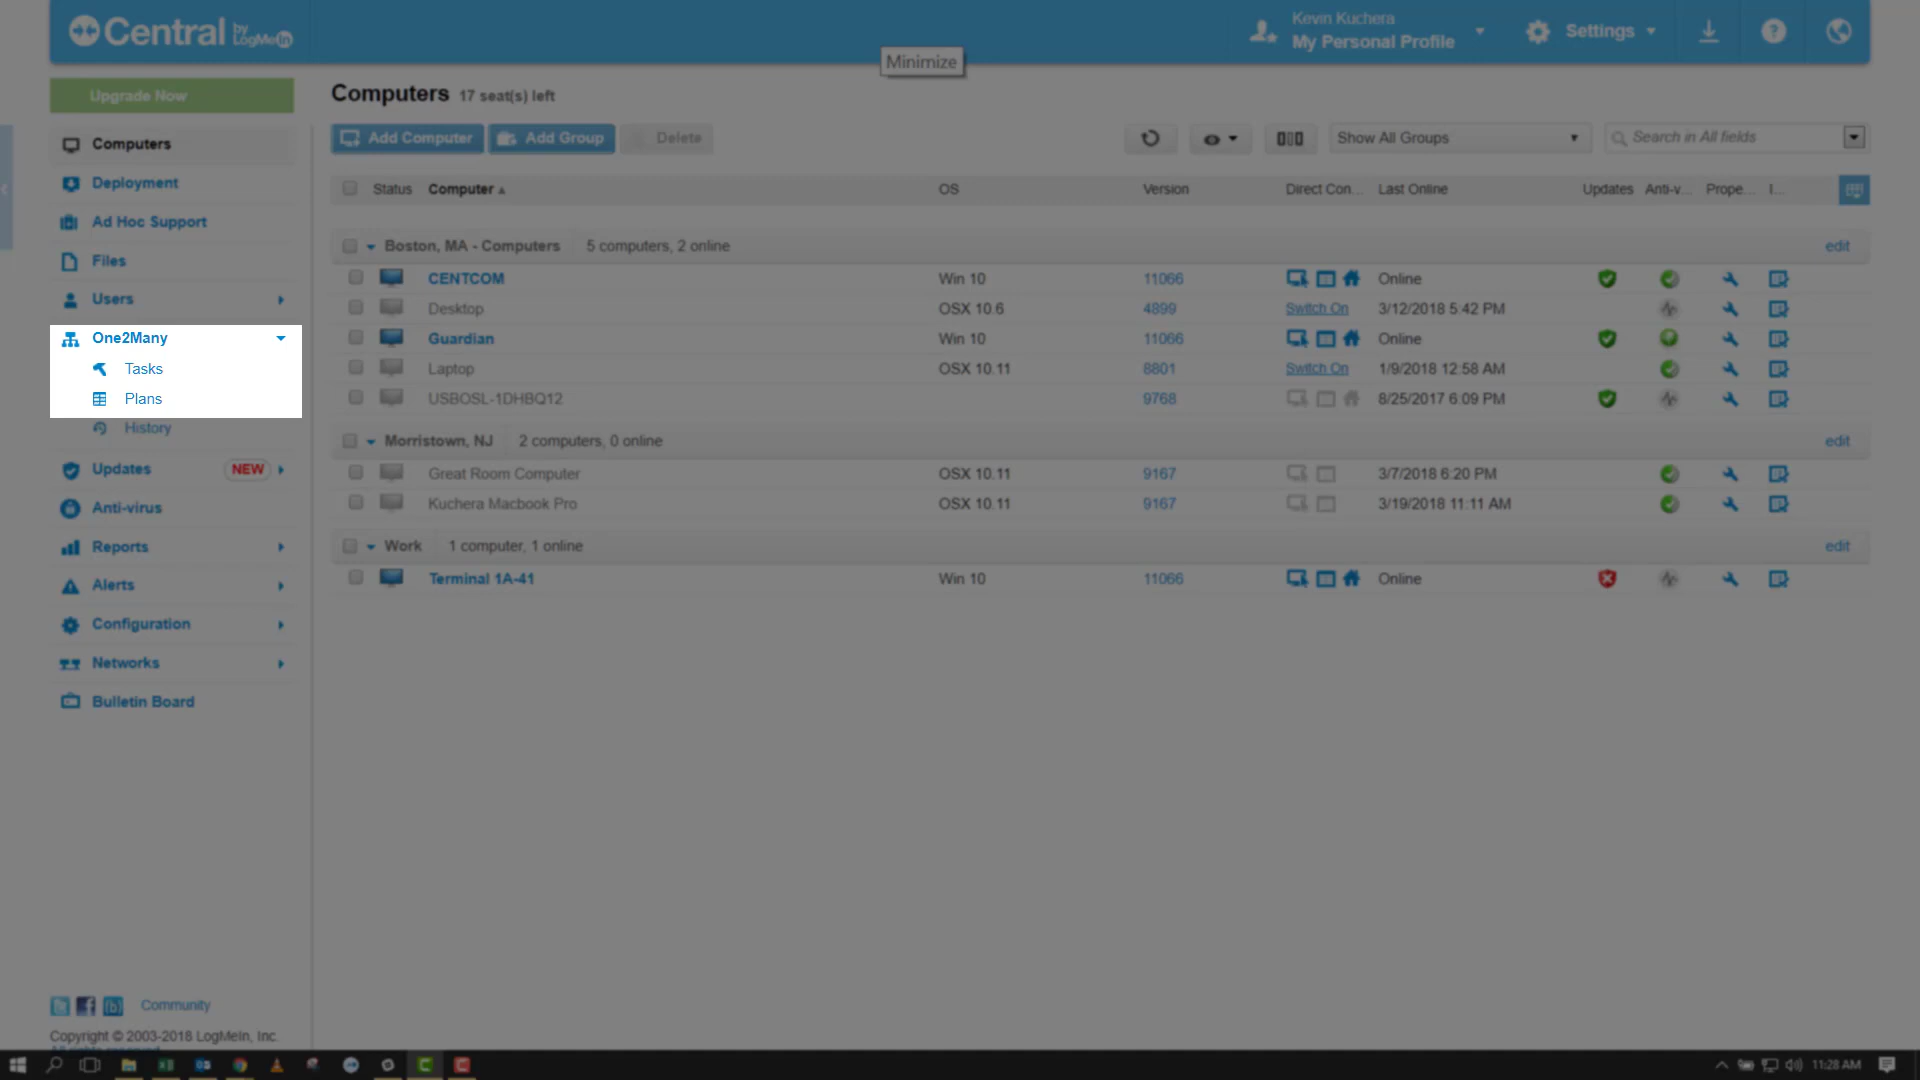 Central by LogMeIn
Kevin Kuchera
My Personal Profile
Settings
Minimize
Upgrade Now
Computers 17 seat(s) left
Computers
Deployment
Ad Hoc Support
Files
Users
One2Many
Tasks
Plans
History
Updates NEW
Anti-virus
Reports
Alerts
Configuration
Networks
Bulletin Board
Add Computer Add Group Delete Show All Groups Search in All fields
Status Computer OS Version Direct Con... Last Online Updates Anti-v... Prope... I...
Boston, MA - Computers 5 computers, 2 online edit
CENTCOM Win 10 11066 Online
Desktop OSX 10.6 4899 Switch On 3/12/2018 5:42 PM
Guardian Win 10 11066 Online
Laptop OSX 10.11 8801 Switch On 1/9/2018 12:58 AM
USBOSL-1DHBQ12 9768 8/25/2017 6:09 PM
Morristown, NJ 2 computers, 0 online edit
Great Room Computer OSX 10.11 9167 3/7/2018 6:20 PM
Kuchera Macbook Pro OSX 10.11 9167 3/19/2018 11:11 AM
Work 1 computer, 1 online edit
Terminal 1A-41 Win 10 11066 Online
Community
Copyright © 2003-2018 LogMeIn, Inc.
All rights reserved
11:28 AM